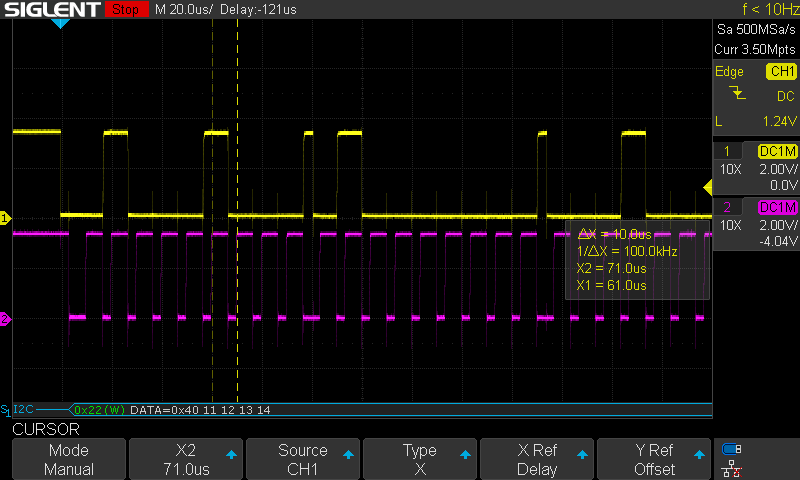 SIGLENT Stop M 20.0us/ Delay:-121us f < 10Hz
Sa 500MSa/s
Curr 3.50Mpts
Edge CH1
DC
L 1.24V
1 DC1M
10X 2.00V/
0.0V
2 DC1M
10X 2.00V/
-4.04V
1
2
ΔX = 10.0us
1/ΔX = 100.0kHz
X2 = 71.0us
X1 = 61.0us
S1 I2C 0x22(W) DATA=0x40 11 12 13 14
CURSOR
Mode
Manual
X2
71.0us
Source
CH1
Type
X
X Ref
Delay
Y Ref
Offset